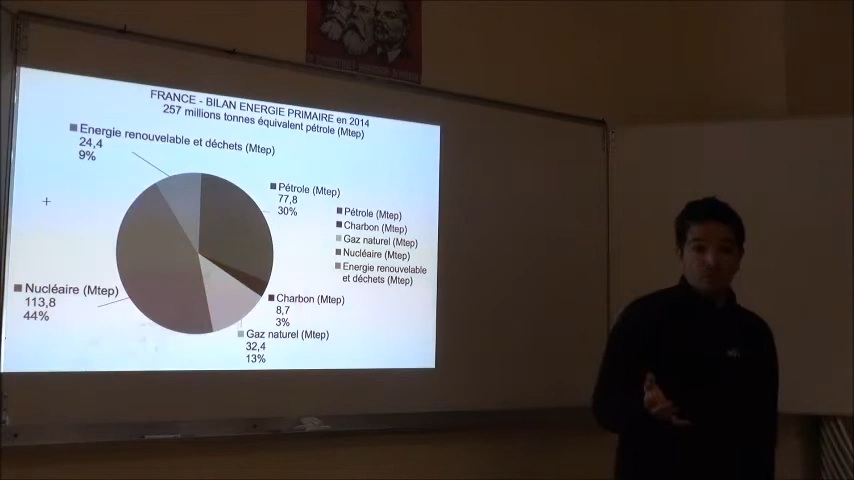 FRANCE - BILAN ENERGIE PRIMAIRE en 2014
257 millions tonnes équivalent pétrole (Mtep)
Energie renouvelable et déchets (Mtep)
24,4
9%
Pétrole (Mtep)
77,8
30%
Pétrole (Mtep)
Charbon (Mtep)
Gaz naturel (Mtep)
Nucléaire (Mtep)
Energie renouvelable
et déchets (Mtep)
Nucléaire (Mtep)
113,8
44%
Charbon (Mtep)
8,7
3%
Gaz naturel (Mtep)
32,4
13%